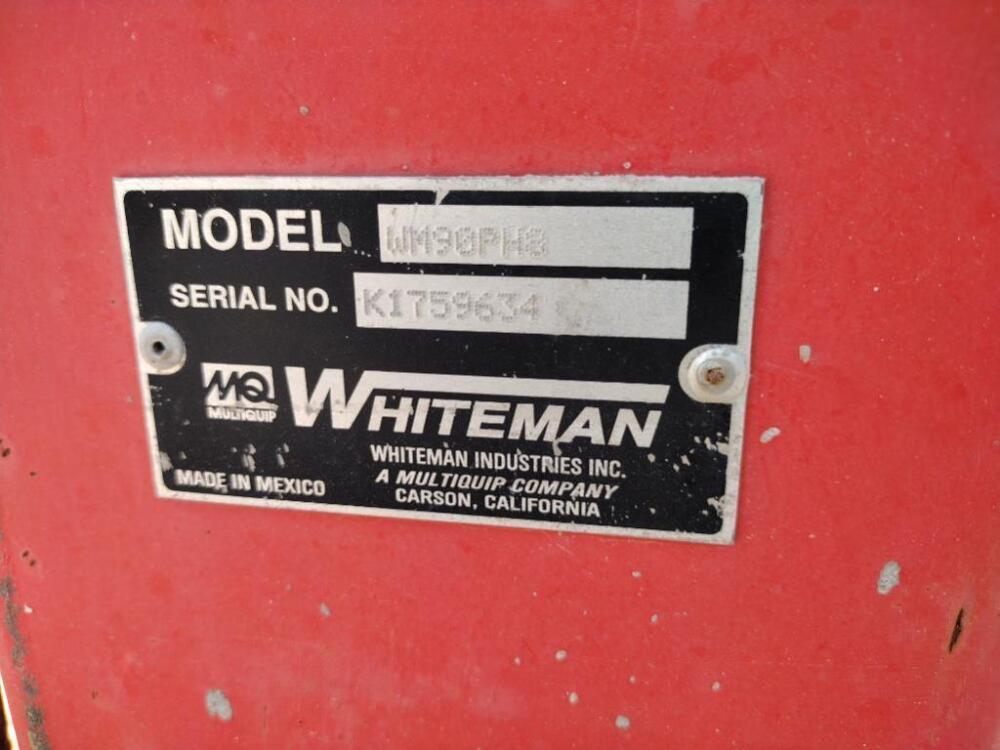 MODEL WM90PH8
SERIAL NO. K1759634
MQ
MULTIQUIP
WHITEMAN
WHITEMAN INDUSTRIES INC.
A MULTIQUIP COMPANY
CARSON, CALIFORNIA
MADE IN MEXICO